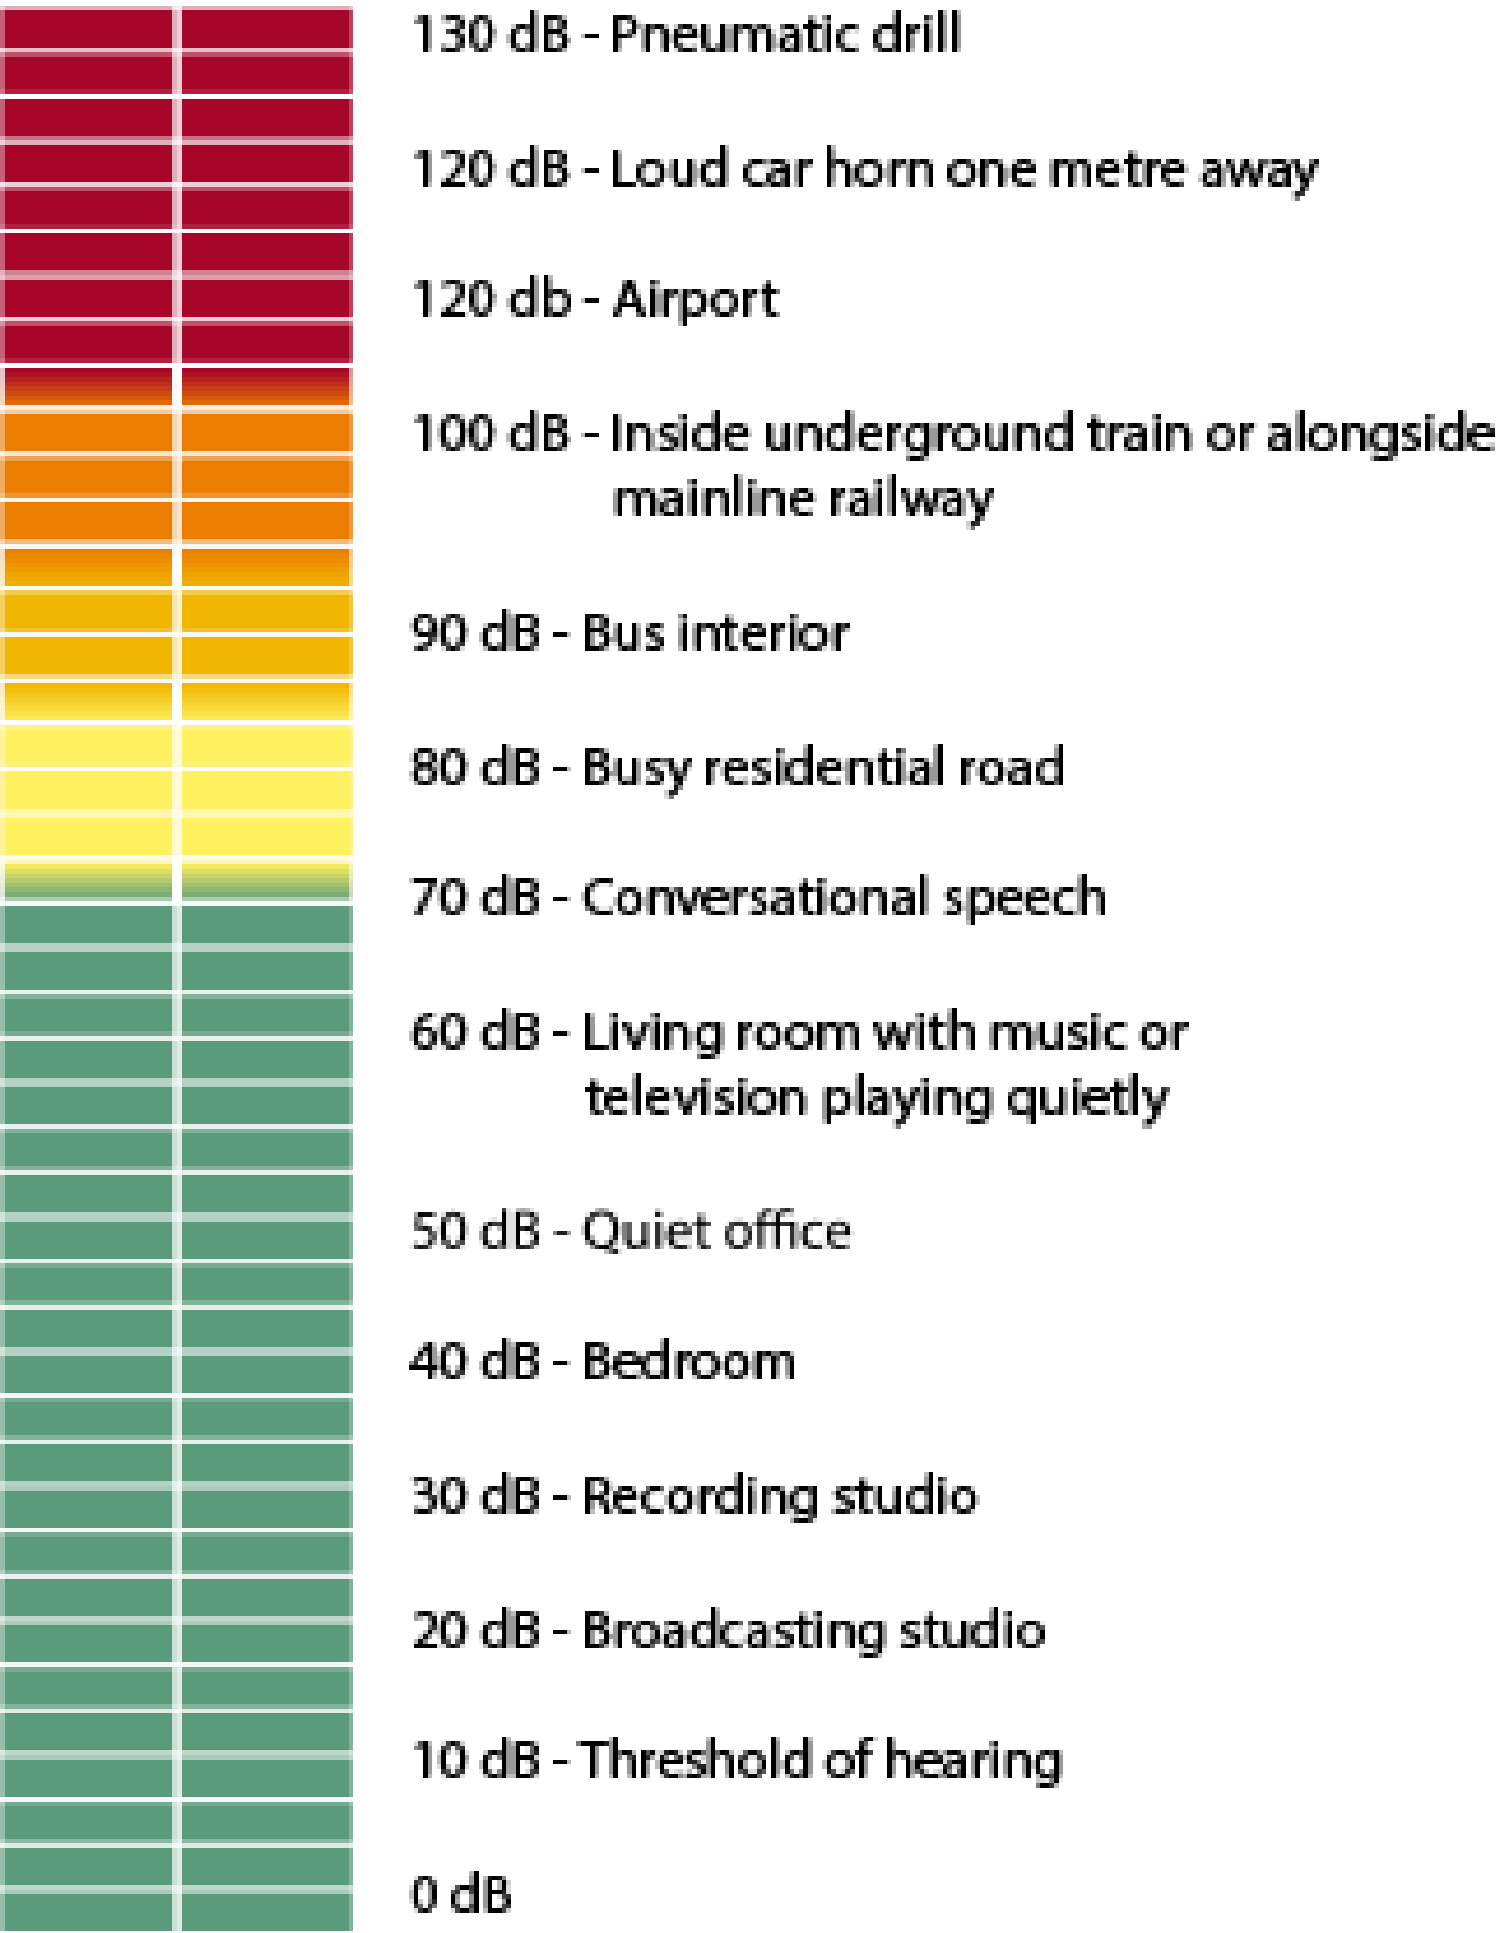 130 dB - Pneumatic drill
120 dB - Loud car horn one metre away
120 db - Airport
100 dB - Inside underground train or alongside
mainline railway
90 dB - Bus interior
80 dB - Busy residential road
70 dB - Conversational speech
60 dB - Living room with music or
television playing quietly
50 dB - Quiet office
40 dB - Bedroom
30 dB - Recording studio
20 dB - Broadcasting studio
10 dB - Threshold of hearing
0 dB